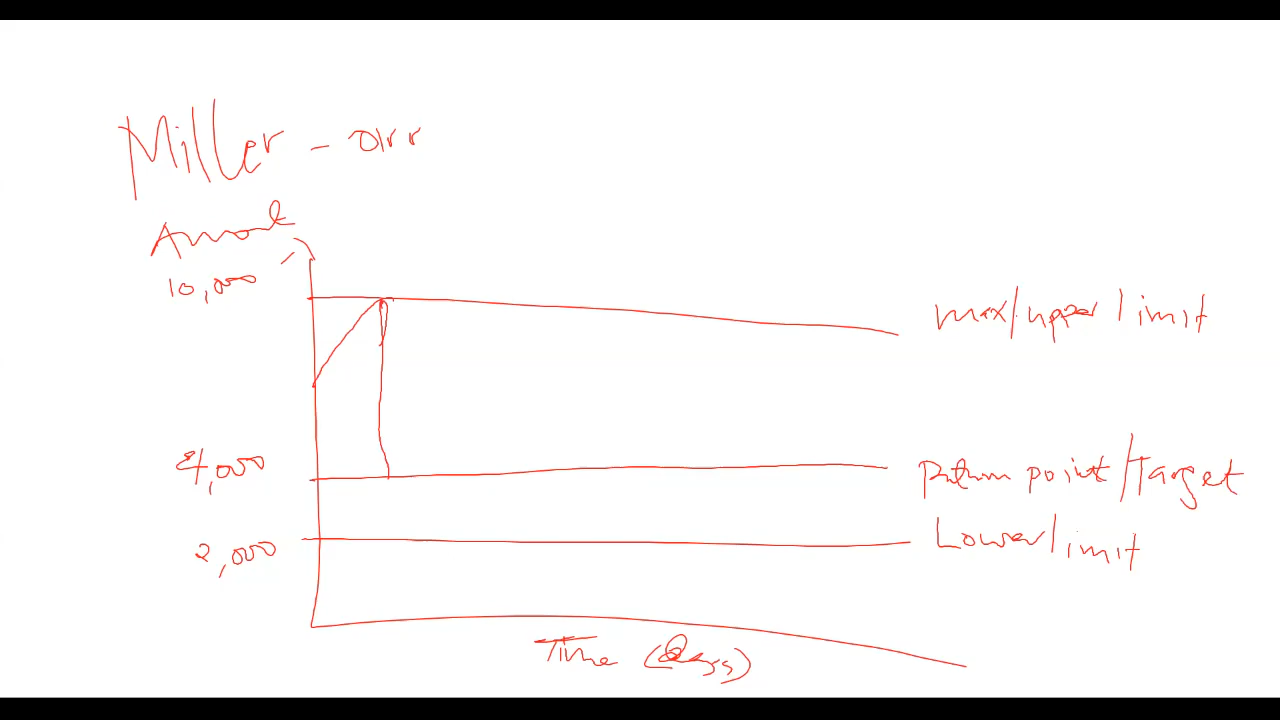 Miller - Orr
Amount
10,000
max/upper limit
4,000
Return point/Target
2,000
Lower limit
Time (Days)